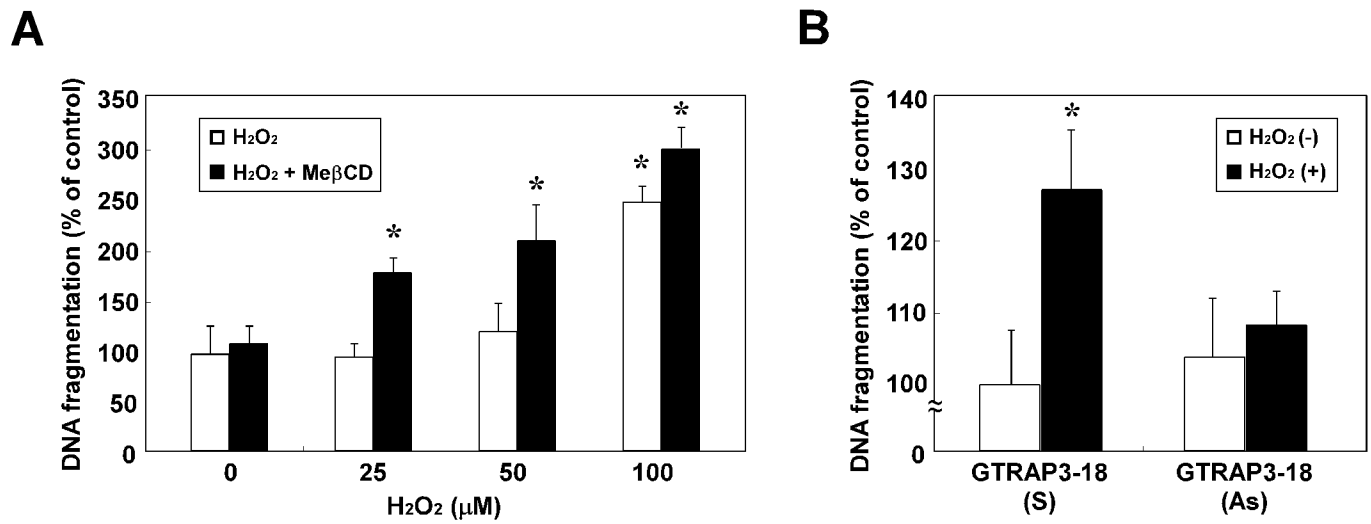 A
DNA fragmentation (% of control)
350
300
250
200
150
100
50
0
H₂O₂
H₂O₂ + MeβCD
*
*
*
*
0 25 50 100
H₂O₂ (μM)
B
DNA fragmentation (% of control)
140
130
120
110
100
≈
0
H₂O₂ (-)
H₂O₂ (+)
*
GTRAP3-18 GTRAP3-18
(S) (As)